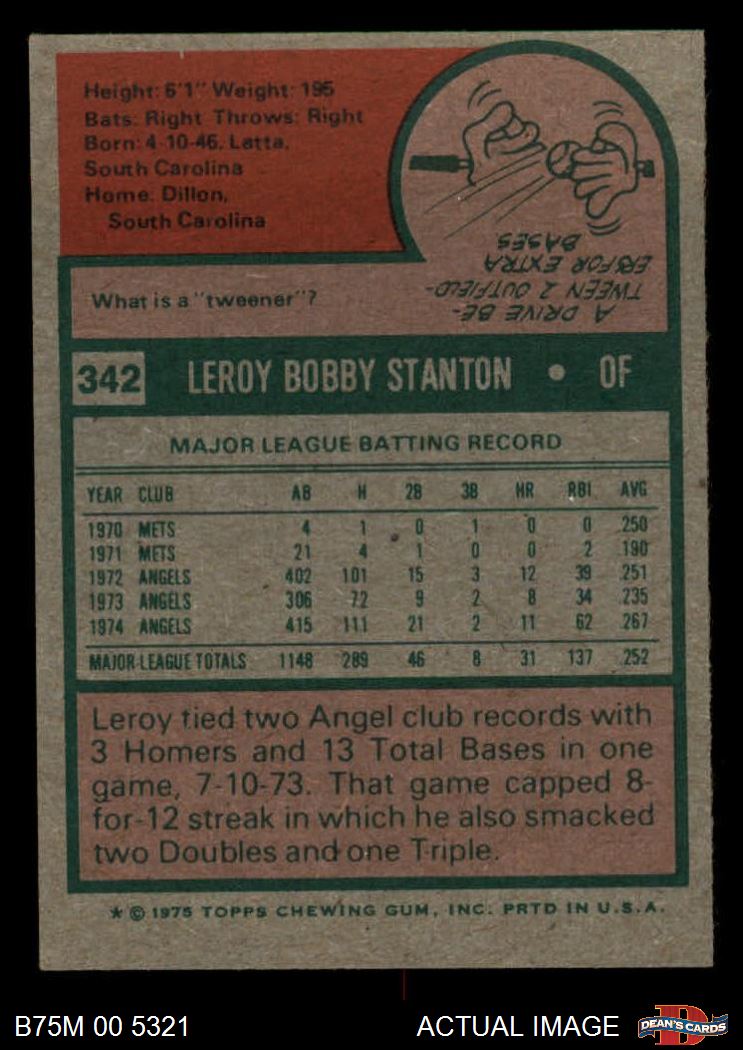 Height: 6'1" Weight: 195
Bats: Right Throws: Right
Born: 4-10-46, Latta,
South Carolina
Home: Dillon,
South Carolina
What is a "tweener"?
A DRIVE BE-
TWEEN 2 OUTFIELD-
ERS FOR EXTRA
BASES
342 LEROY BOBBY STANTON • OF
MAJOR LEAGUE BATTING RECORD
YEAR CLUB AB H 2B 3B HR RBI AVG
1970 METS 4 1 0 1 0 0 .250
1971 METS 21 4 1 0 0 2 .190
1972 ANGELS 402 101 15 3 12 39 .251
1973 ANGELS 306 72 9 2 8 34 .235
1974 ANGELS 415 111 21 2 11 62 .267
MAJOR LEAGUE TOTALS 1148 289 46 8 31 137 .252
Leroy tied two Angel club records with
3 Homers and 13 Total Bases in one
game, 7-10-73. That game capped 8-
for-12 streak in which he also smacked
two Doubles and one Triple.
★ © 1975 TOPPS CHEWING GUM, INC. PRTD IN U.S.A.
B75M 00 5321 ACTUAL IMAGE DEAN'S CARDS